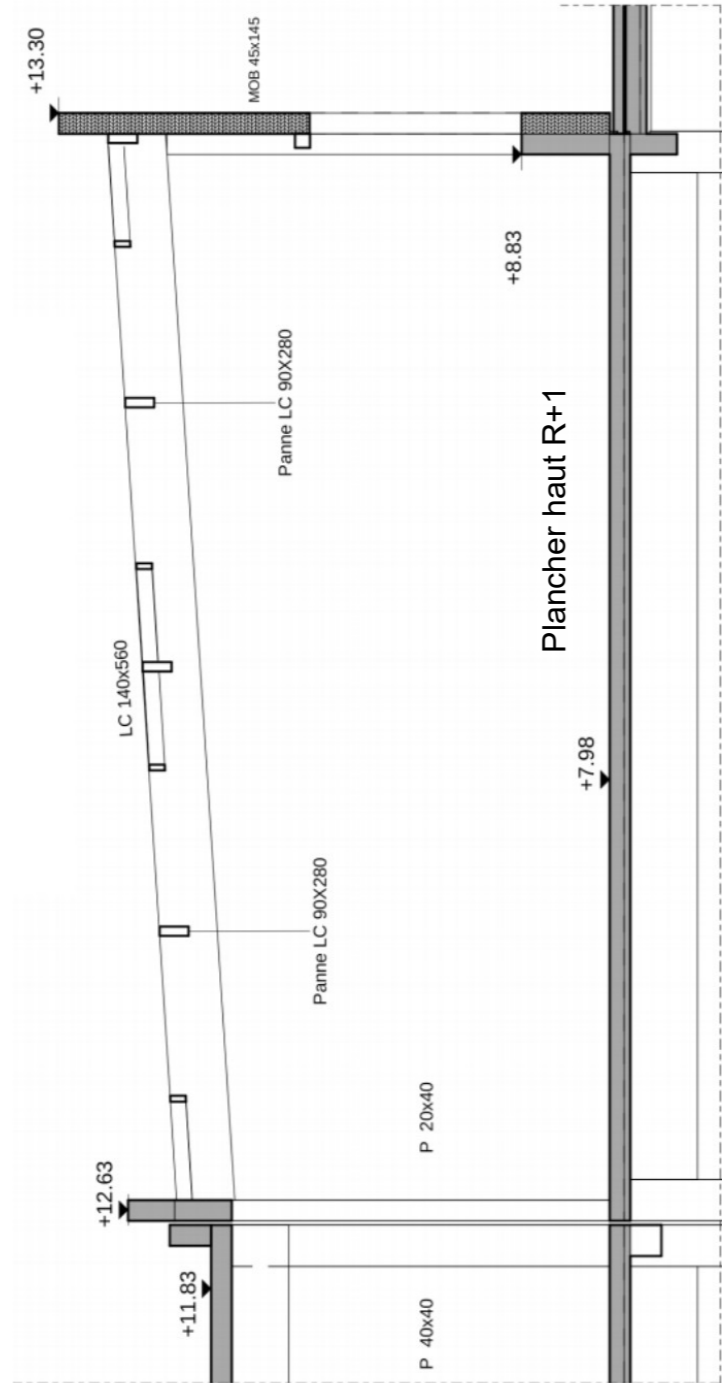 +13.30
MOB 45x145
+8.83
Panne LC 90X280
Plancher haut R+1
LC 140x560
+7.98
Panne LC 90X280
P 20x40
+12.63
+11.83
P 40x40